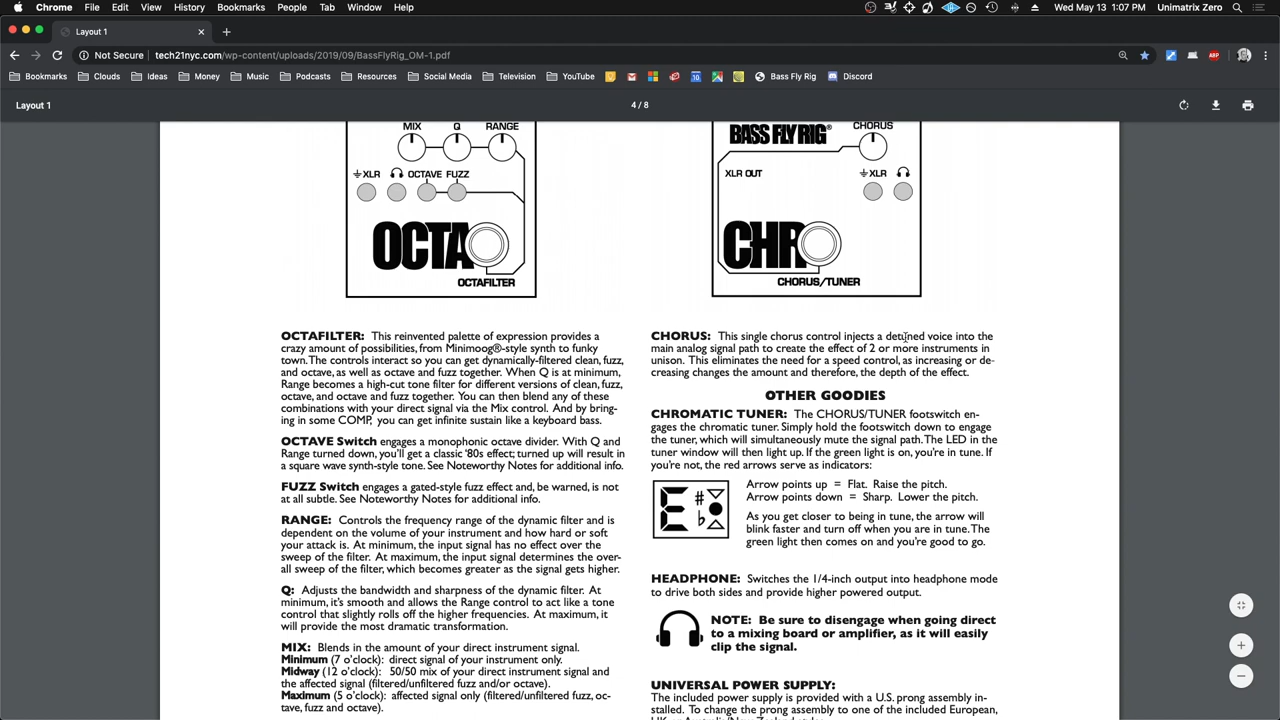 Chrome File Edit View History Bookmarks People Tab Window Help
Wed May 13 1:07 PM Unimatrix Zero
Layout 1
Not Secure | tech21nyc.com/wp-content/uploads/2019/09/BassFlyRig_OM-1.pdf
Bookmarks Clouds Ideas Money Music Podcasts Resources Social Media Television YouTube Bass Fly Rig Discord
Layout 1
4 / 8
MIX Q RANGE
XLR OCTAVE FUZZ
OCTA
OCTAFILTER
BASS FLY RIG® CHORUS
XLR OUT XLR
CHR
CHORUS/TUNER
OCTAFILTER: This reinvented palette of expression provides a
crazy amount of possibilities, from Minimoog®-style synth to funky
town. The controls interact so you can get dynamically-filtered clean, fuzz,
and octave, as well as octave and fuzz together. When Q is at minimum,
Range becomes a high-cut tone filter for different versions of clean, fuzz,
octave, and octave and fuzz together. You can then blend any of these
combinations with your direct signal via the Mix control. And by bring-
ing in some COMP, you can get infinite sustain like a keyboard bass.
OCTAVE Switch engages a monophonic octave divider. With Q and
Range turned down, you'll get a classic '80s effect; turned up will result in
a square wave synth-style tone. See Noteworthy Notes for additional info.
FUZZ Switch engages a gated-style fuzz effect and, be warned, is not
at all subtle. See Noteworthy Notes for additional info.
RANGE: Controls the frequency range of the dynamic filter and is
dependent on the volume of your instrument and how hard or soft
your attack is. At minimum, the input signal has no effect over the
sweep of the filter. At maximum, the input signal determines the over-
all sweep of the filter, which becomes greater as the signal gets higher.
Q: Adjusts the bandwidth and sharpness of the dynamic filter. At
minimum, it's smooth and allows the Range control to act like a tone
control that slightly rolls off the higher frequencies. At maximum, it
will provide the most dramatic transformation.
MIX: Blends in the amount of your direct instrument signal.
Minimum (7 o'clock): direct signal of your instrument only.
Midway (12 o'clock): 50/50 mix of your direct instrument signal and
the affected signal (filtered/unfiltered fuzz and/or octave).
Maximum (5 o'clock): affected signal only (filtered/unfiltered fuzz, oc-
tave, fuzz and octave).
CHORUS: This single chorus control injects a detuned voice into the
main analog signal path to create the effect of 2 or more instruments in
unison. This eliminates the need for a speed control, as increasing or de-
creasing changes the amount and therefore, the depth of the effect.
OTHER GOODIES
CHROMATIC TUNER: The CHORUS/TUNER footswitch en-
gages the chromatic tuner. Simply hold the footswitch down to engage
the tuner, which will simultaneously mute the signal path. The LED in the
tuner window will then light up. If the green light is on, you're in tune. If
you're not, the red arrows serve as indicators:
E # b
Arrow points up = Flat. Raise the pitch.
Arrow points down = Sharp. Lower the pitch.
As you get closer to being in tune, the arrow will
blink faster and turn off when you are in tune. The
green light then comes on and you're good to go.
HEADPHONE: Switches the 1/4-inch output into headphone mode
to drive both sides and provide higher powered output.
NOTE: Be sure to disengage when going direct
to a mixing board or amplifier, as it will easily
clip the signal.
UNIVERSAL POWER SUPPLY:
The included power supply is provided with a U.S. prong assembly in-
stalled. To change the prong assembly to one of the included European,